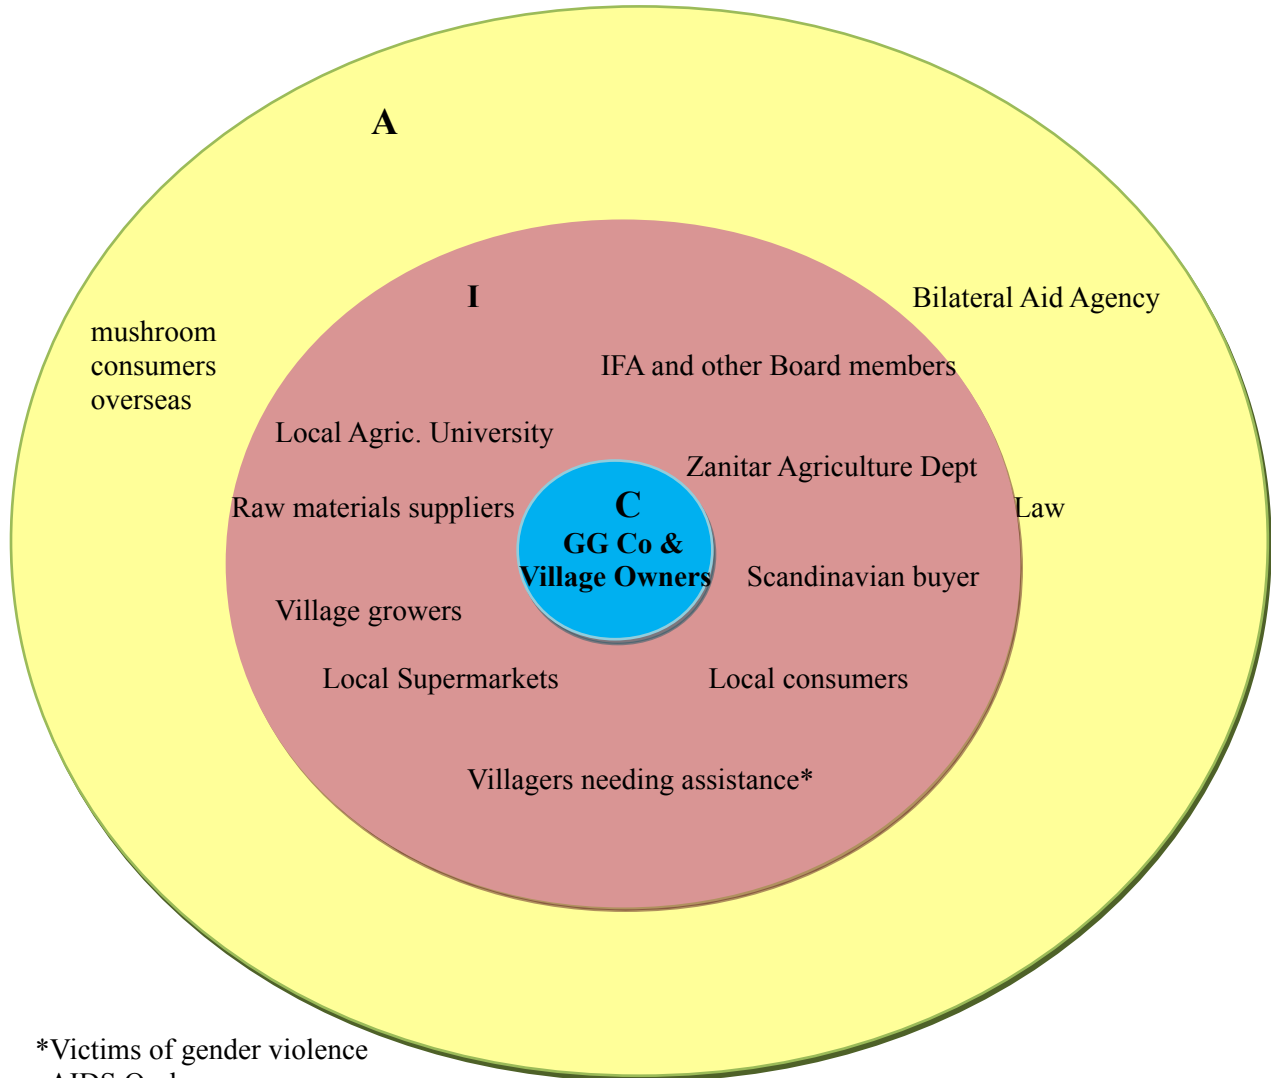 A
I
Bilateral Aid Agency
mushroom
consumers
overseas
IFA and other Board members
Local Agric. University
Zanitar Agriculture Dept
Raw materials suppliers
C
GG Co &
Village Owners
Law
Scandinavian buyer
Village growers
Local Supermarkets
Local consumers
Villagers needing assistance*
*Victims of gender violence
AIDS